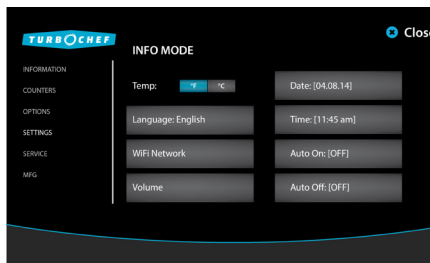 TURBOCHEF
Close
INFO MODE
INFORMATION
COUNTERS
OPTIONS
SETTINGS
SERVICE
MFG
Temp: °F °C
Language: English
WiFi Network
Volume
Date: [04.08.14]
Time: [11:45 am]
Auto On: [OFF]
Auto Off: [OFF]